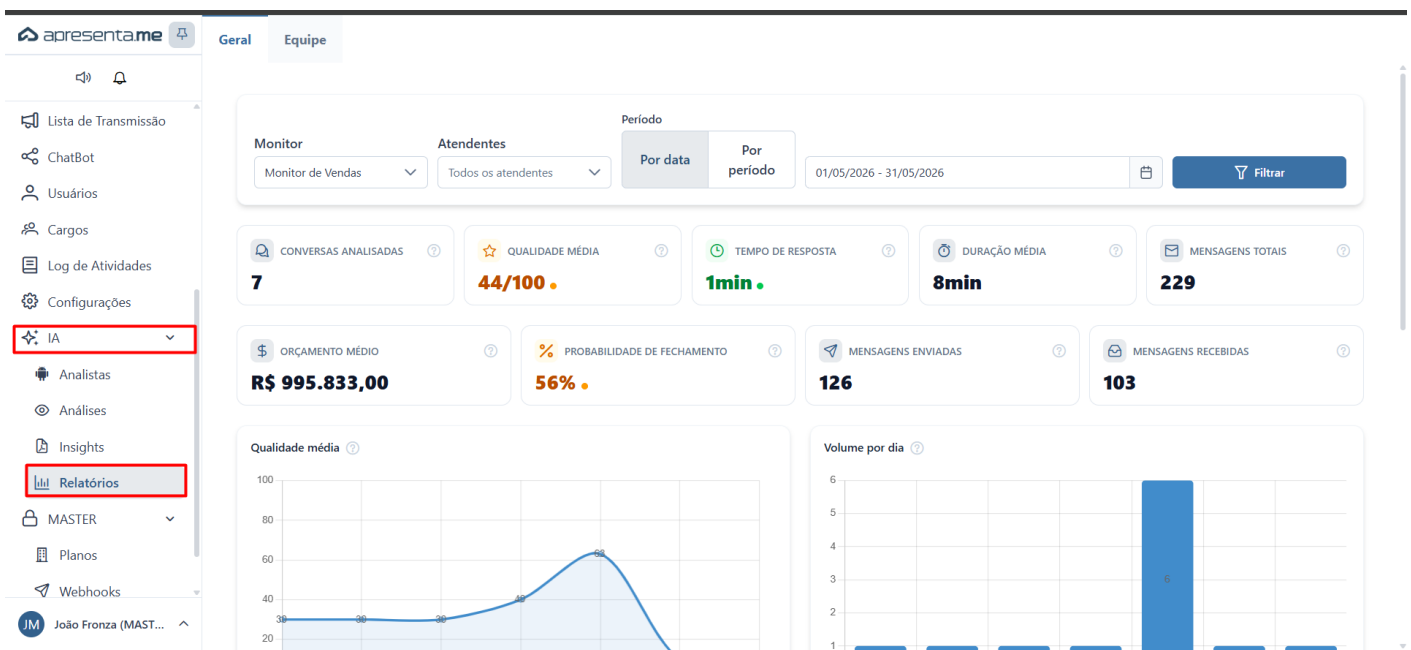 apresenta.me
Geral
Equipe
Lista de Transmissão
ChatBot
Usuários
Cargos
Log de Atividades
Configurações
IA
Analistas
Análises
Insights
Relatórios
MASTER
Planos
Webhooks
JM
João Fronza (MAST...
Monitor
Monitor de Vendas
Atendentes
Todos os atendentes
Período
Por data
Por período
01/05/2026 - 31/05/2026
Filtrar
CONVERSAS ANALISADAS
7
QUALIDADE MÉDIA
44/100
TEMPO DE RESPOSTA
1min
DURAÇÃO MÉDIA
8min
MENSAGENS TOTAIS
229
ORÇAMENTO MÉDIO
R$ 995.833,00
PROBABILIDADE DE FECHAMENTO
56%
MENSAGENS ENVIADAS
126
MENSAGENS RECEBIDAS
103
Qualidade média
100
80
60
40
20
30
30
30
40
63
Volume por dia
6
5
4
3
2
1
6